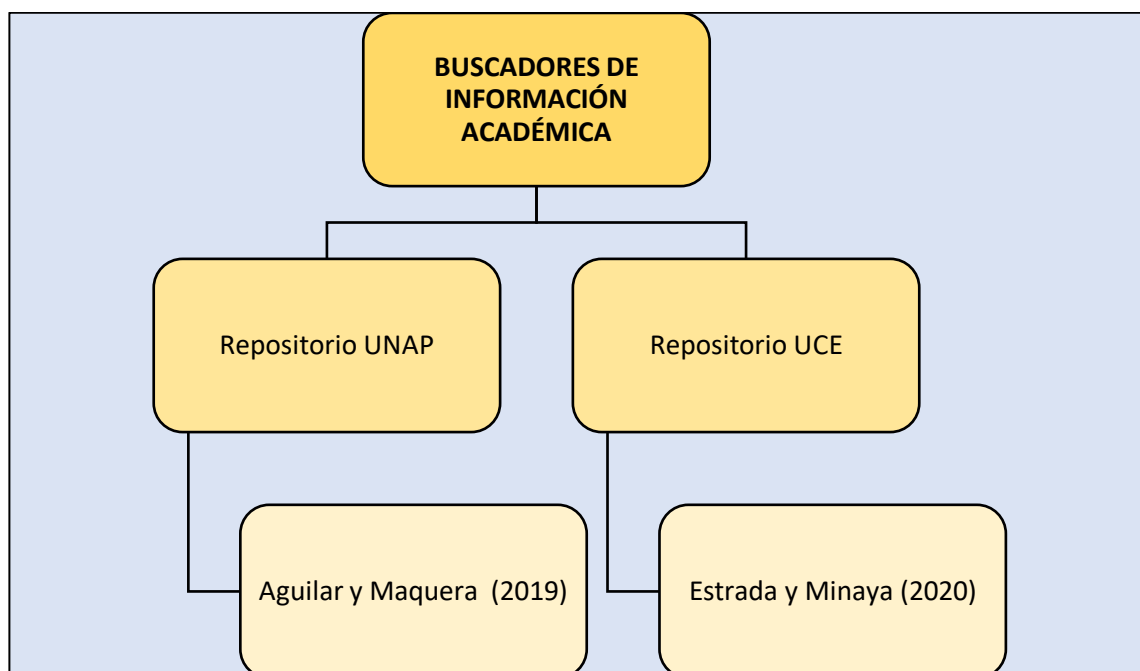 BUSCADORES DE
INFORMACIÓN
ACADÉMICA
Repositorio UNAP
Repositorio UCE
Aguilar y Maquera (2019)
Estrada y Minaya (2020)